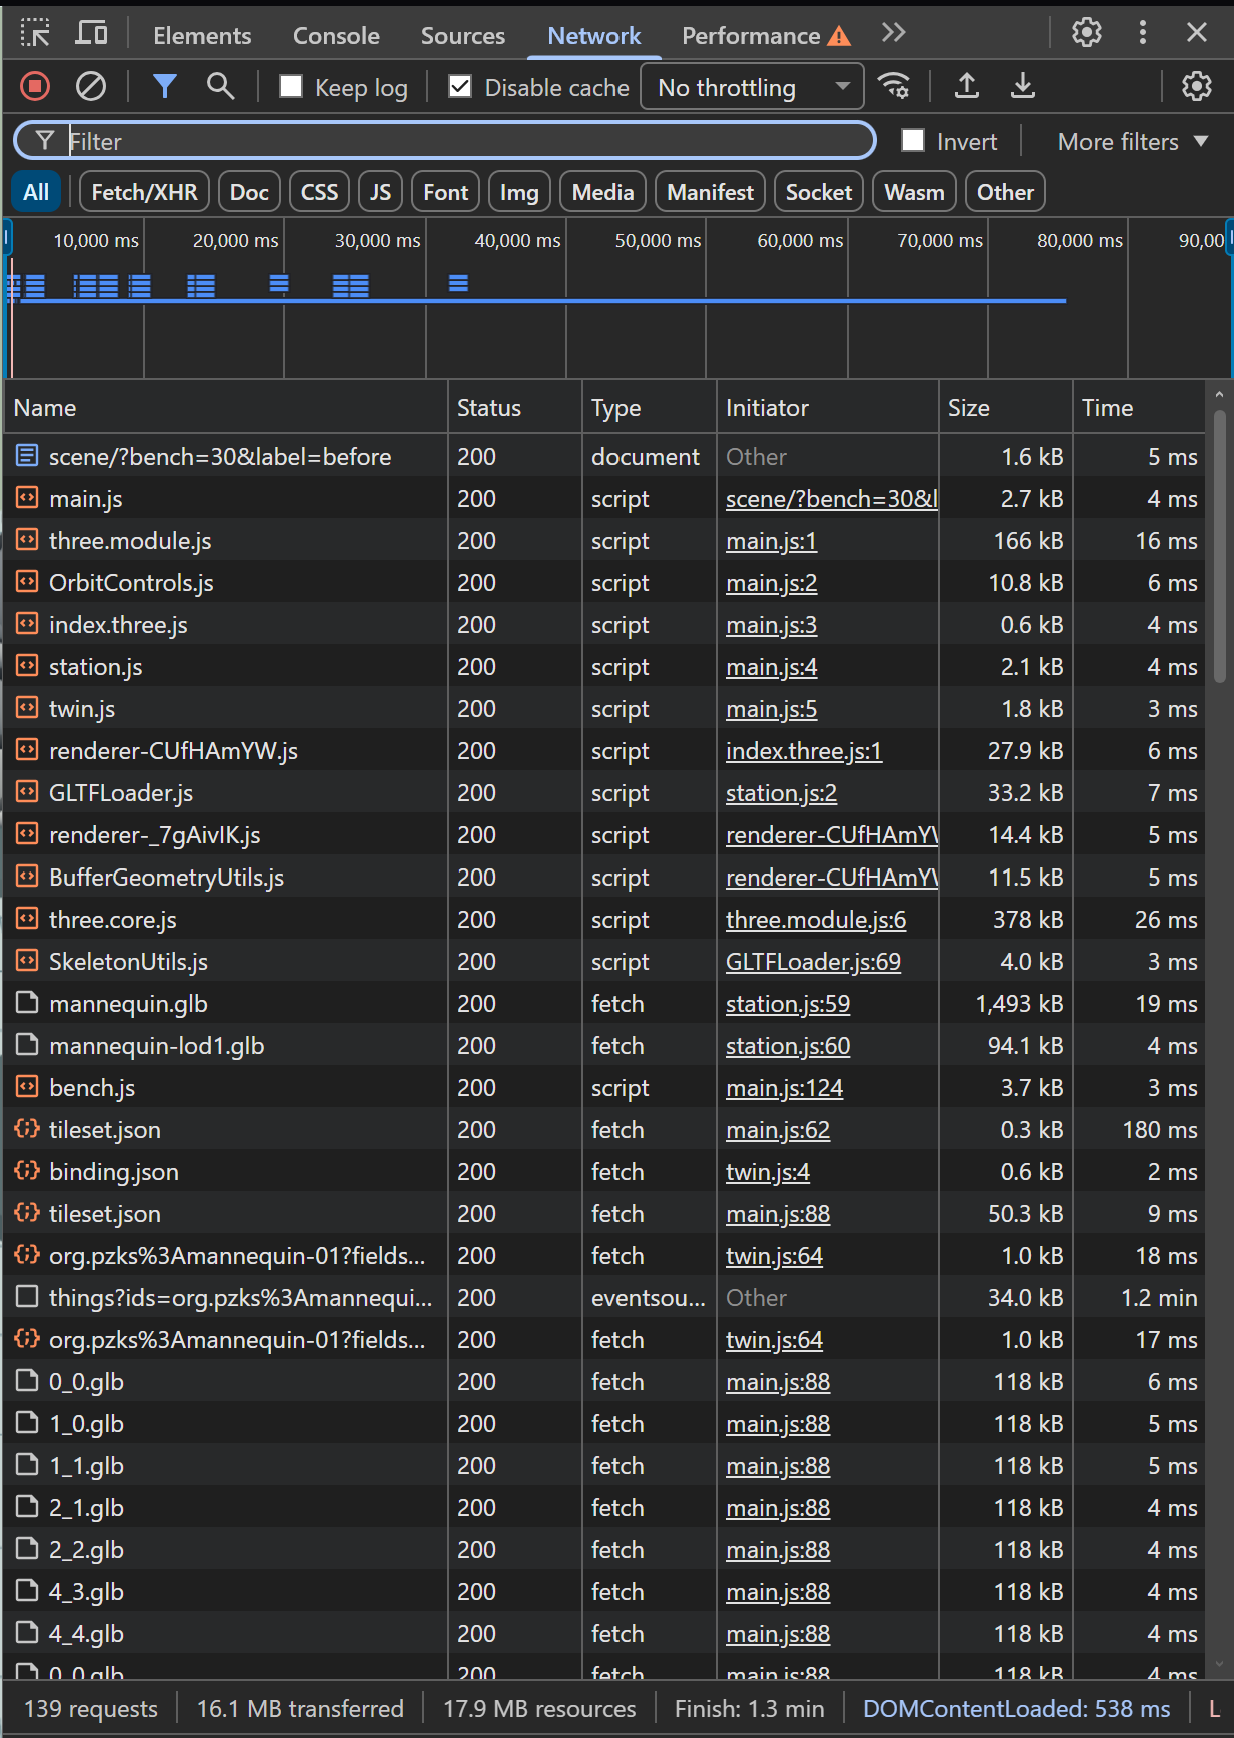 Elements Console Sources Network Performance
Keep log Disable cache No throttling
Filter Invert More filters
All Fetch/XHR Doc CSS JS Font Img Media Manifest Socket Wasm Other
10,000 ms 20,000 ms 30,000 ms 40,000 ms 50,000 ms 60,000 ms 70,000 ms 80,000 ms 90,00
Name Status Type Initiator Size Time
scene/?bench=30&label=before 200 document Other 1.6 kB 5 ms
main.js 200 script scene/?bench=30&l 2.7 kB 4 ms
three.module.js 200 script main.js:1 166 kB 16 ms
OrbitControls.js 200 script main.js:2 10.8 kB 6 ms
index.three.js 200 script main.js:3 0.6 kB 4 ms
station.js 200 script main.js:4 2.1 kB 4 ms
twin.js 200 script main.js:5 1.8 kB 3 ms
renderer-CUfHAmYW.js 200 script index.three.js:1 27.9 kB 6 ms
GLTFLoader.js 200 script station.js:2 33.2 kB 7 ms
renderer-_7gAivIK.js 200 script renderer-CUfHAmYW 14.4 kB 5 ms
BufferGeometryUtils.js 200 script renderer-CUfHAmYW 11.5 kB 5 ms
three.core.js 200 script three.module.js:6 378 kB 26 ms
SkeletonUtils.js 200 script GLTFLoader.js:69 4.0 kB 3 ms
mannequin.glb 200 fetch station.js:59 1,493 kB 19 ms
mannequin-lod1.glb 200 fetch station.js:60 94.1 kB 4 ms
bench.js 200 script main.js:124 3.7 kB 3 ms
tileset.json 200 fetch main.js:62 0.3 kB 180 ms
binding.json 200 fetch twin.js:4 0.6 kB 2 ms
tileset.json 200 fetch main.js:88 50.3 kB 9 ms
org.pzks%3Amannequin-01?fields... 200 fetch twin.js:64 1.0 kB 18 ms
things?ids=org.pzks%3Amannequi... 200 eventsou... Other 34.0 kB 1.2 min
org.pzks%3Amannequin-01?fields... 200 fetch twin.js:64 1.0 kB 17 ms
0_0.glb 200 fetch main.js:88 118 kB 6 ms
1_0.glb 200 fetch main.js:88 118 kB 5 ms
1_1.glb 200 fetch main.js:88 118 kB 5 ms
2_1.glb 200 fetch main.js:88 118 kB 4 ms
2_2.glb 200 fetch main.js:88 118 kB 4 ms
4_3.glb 200 fetch main.js:88 118 kB 4 ms
4_4.glb 200 fetch main.js:88 118 kB 4 ms
0_0.glb 200 fetch main.js:88 118 kB 4 ms
139 requests 16.1 MB transferred 17.9 MB resources Finish: 1.3 min DOMContentLoaded: 538 ms L